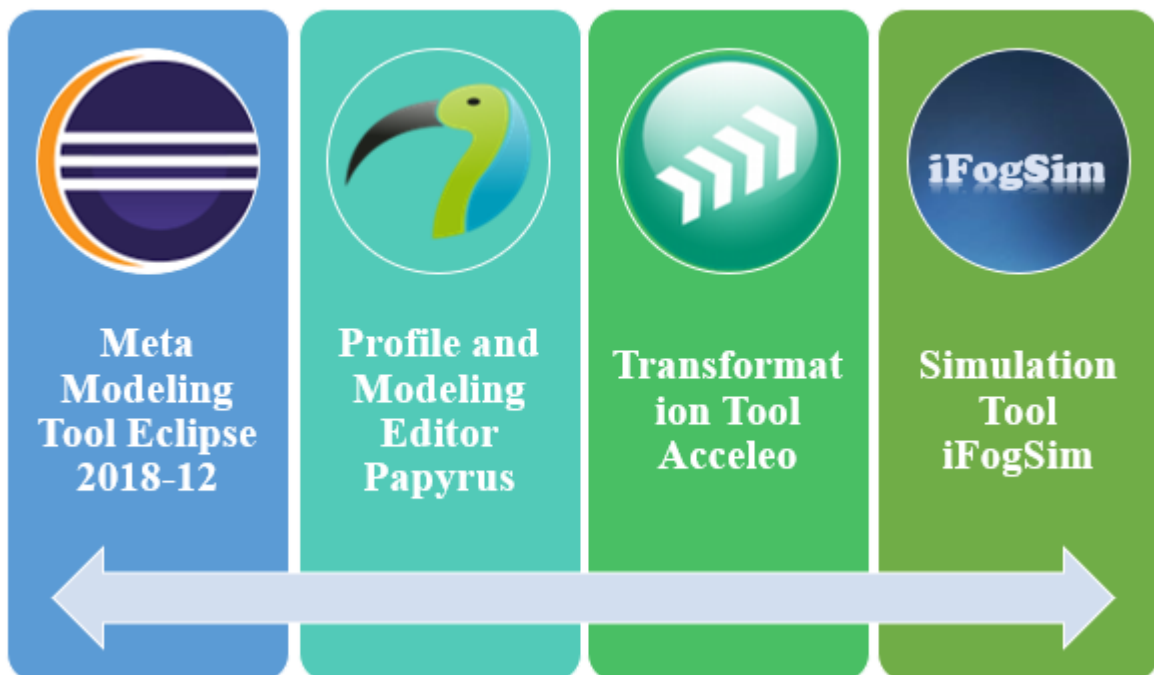 iFogSim
Meta
Modeling
Tool Eclipse
2018-12
Profile and
Modeling
Editor
Papyrus
Transformat
ion Tool
Acceleo
Simulation
Tool
iFogSim